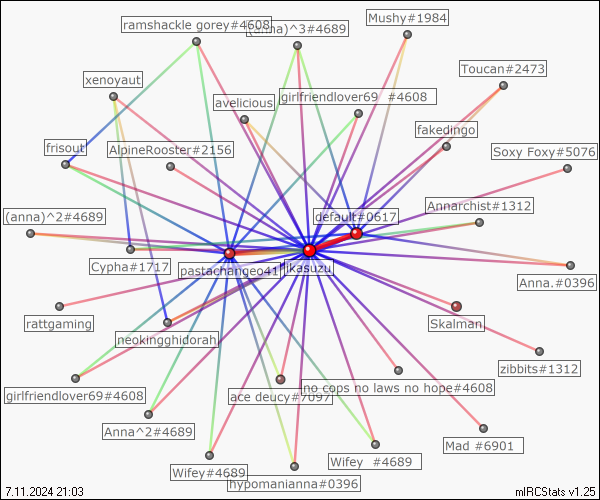 ramshackle gorey#4608
(anna)^3#4689
Mushy#1984
Toucan#2473
xenoyaut
avelicious
girlfriendlover69 #4608
fakedingo
frisout
AlpineRooster#2156
Soxy Foxy#5076
(anna)^2#4689
default#0617
Annarchist#1312
Cypha#1717
pastachangeo41
jkasuzu
Anna.#0396
rattgaming
neokingghidorah
Skalman
zibbits#1312
girlfriendlover69#4608
ace deucy#7097
no cops no laws no hope#4608
Anna^2#4689
Mad #6901
Wifey#4689
Wifey #4689
hypomanianna#0396
7.11.2024 21:03
mIRCStats v1.25